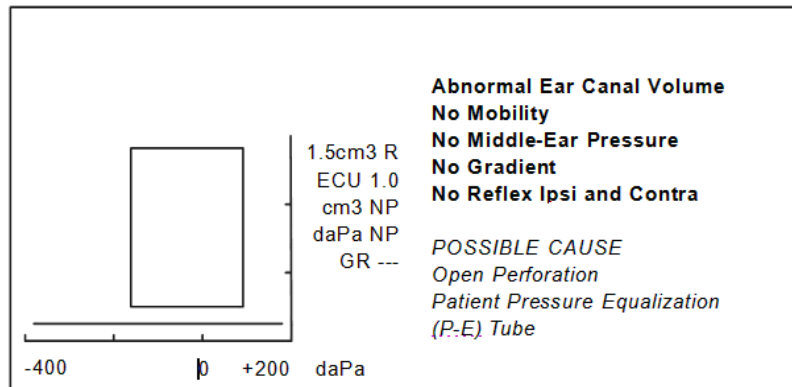 Abnormal Ear Canal Volume
No Mobility
No Middle-Ear Pressure
No Gradient
No Reflex Ipsi and Contra
1.5cm3 R
ECU 1.0
cm3 NP
daPa NP
GR ---
POSSIBLE CAUSE
Open Perforation
Patient Pressure Equalization
(P-E) Tube
-400 0 +200 daPa